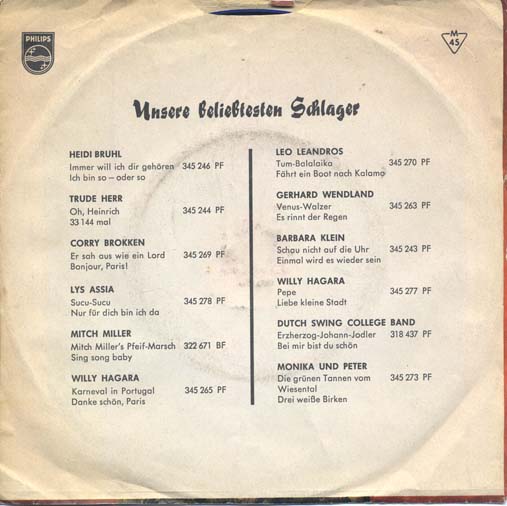 PHILIPS
M
45
Unsere beliebtesten Schlager
HEIDI BRUHL
Immer will ich dir gehören 345 246 PF
Ich bin so – oder so
TRUDE HERR
Oh, Heinrich 345 244 PF
33 144 mal
CORRY BROKKEN
Er sah aus wie ein Lord 345 269 PF
Bonjour, Paris!
LYS ASSIA
Sucu-Sucu 345 278 PF
Nur für dich bin ich da
MITCH MILLER
Mitch Miller's Pfeif-Marsch 322 671 BF
Sing song baby
WILLY HAGARA
Karneval in Portugal 345 265 PF
Danke schön, Paris
LEO LEANDROS
Tum-Balalaika 345 270 PF
Fährt ein Boot nach Kalamo
GERHARD WENDLAND
Venus-Walzer 345 263 PF
Es rinnt der Regen
BARBARA KLEIN
Schau nicht auf die Uhr 345 243 PF
Einmal wird es wieder sein
WILLY HAGARA
Pepe 345 277 PF
Liebe kleine Stadt
DUTCH SWING COLLEGE BAND
Erzherzog-Johann-Jodler 318 437 PF
Bei mir bist du schön
MONIKA UND PETER
Die grünen Tannen vom 345 273 PF
Wiesental
Drei weiße Birken